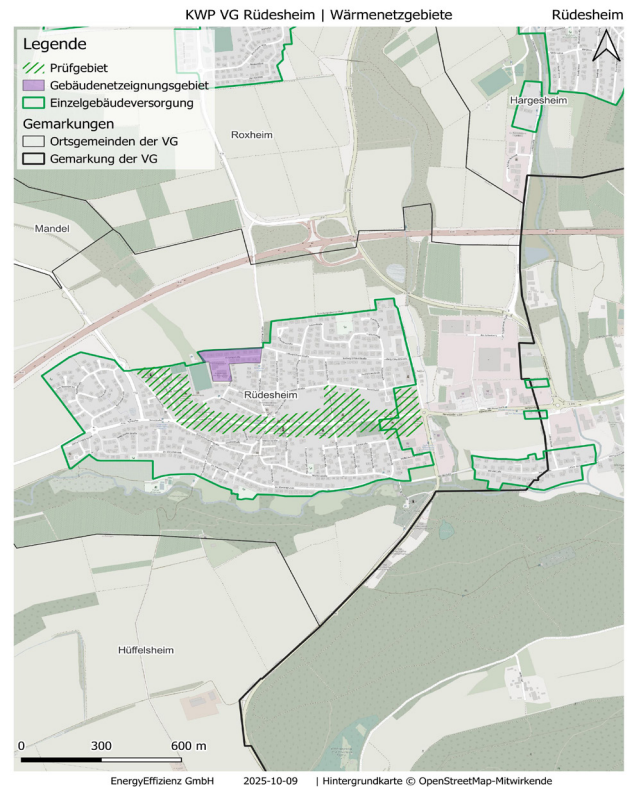 KWP VG Rüdesheim | Wärmenetzgebiete
Rüdesheim
Legende
Prüfgebiet
Gebäudenetzeignungsgebiet
Einzelgebäudeversorgung
Gemarkungen
Ortsgemeinden der VG
Gemarkung der VG
Hargesheim
Roxheim
Mandel
Rüdesheim
Hüffelsheim
0 300 600 m
EnergyEffizienz GmbH 2025-10-09 | Hintergrundkarte © OpenStreetMap-Mitwirkende